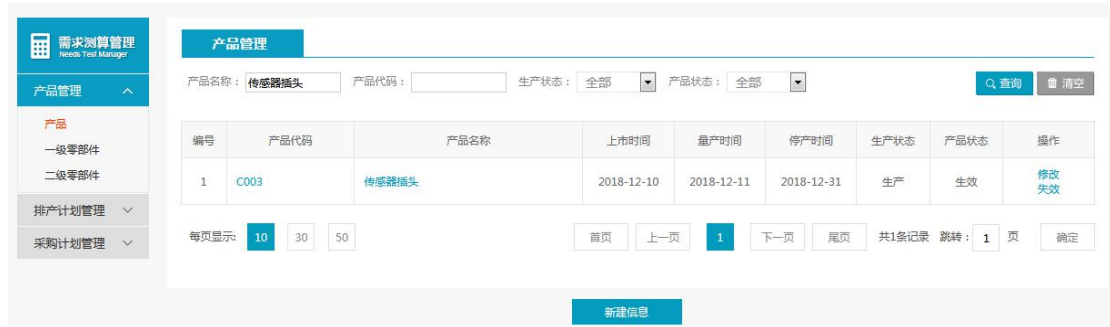 需求测算管理
Needs Test Manager
产品管理
产品
一级零部件
二级零部件
排产计划管理
采购计划管理
产品管理
产品名称： 传感器插头 产品代码： 生产状态： 全部 产品状态： 全部 查询 清空
编号 产品代码 产品名称 上市时间 量产时间 停产时间 生产状态 产品状态 操作
1 C003 传感器插头 2018-12-10 2018-12-11 2018-12-31 生产 生效 修改
失效
每页显示: 10 30 50 首页 上一页 1 下一页 尾页 共1条记录 跳转： 1 页 确定
新建信息